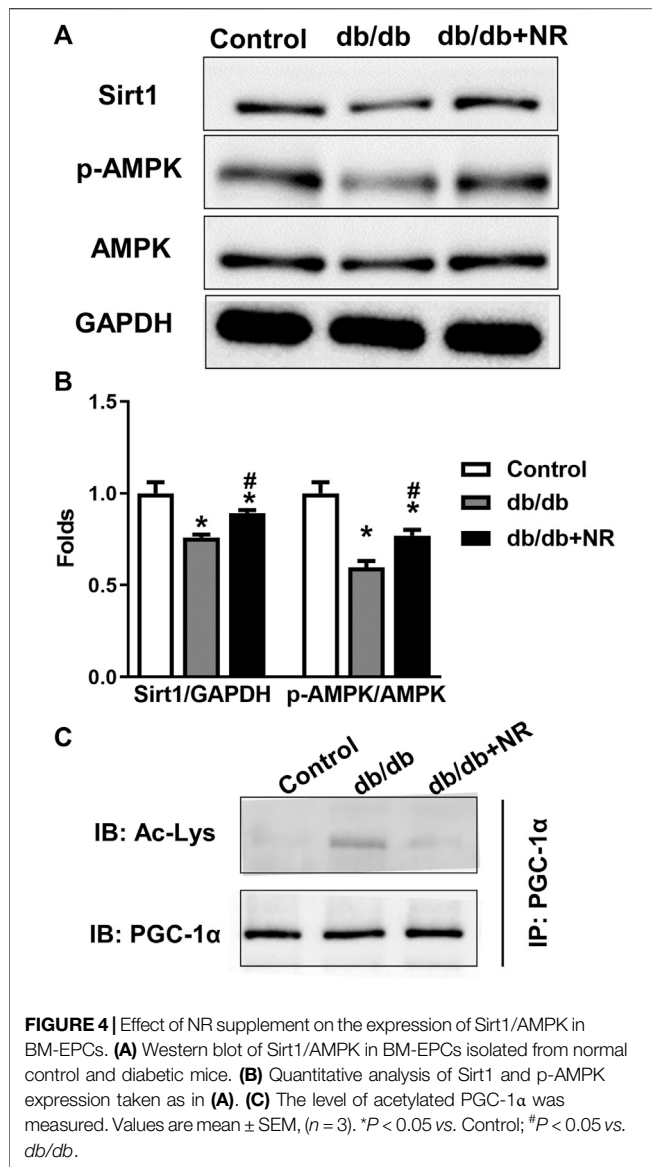 A
Control db/db db/db+NR
Sirt1
p-AMPK
AMPK
GAPDH
B
1.5
1.0
0.5
0.0
Folds
#
*
*
#
*
*
Control
db/db
db/db+NR
Sirt1/GAPDH p-AMPK/AMPK
C
Control db/db db/db+NR
IB: Ac-Lys
IB: PGC-1α
IP: PGC-1α
FIGURE 4 | Effect of NR supplement on the expression of Sirt1/AMPK in
BM-EPCs. (A) Western blot of Sirt1/AMPK in BM-EPCs isolated from normal
control and diabetic mice. (B) Quantitative analysis of Sirt1 and p-AMPK
expression taken as in (A). (C) The level of acetylated PGC-1α was
measured. Values are mean ± SEM, (n = 3). *P < 0.05 vs. Control; #P < 0.05 vs.
db/db.